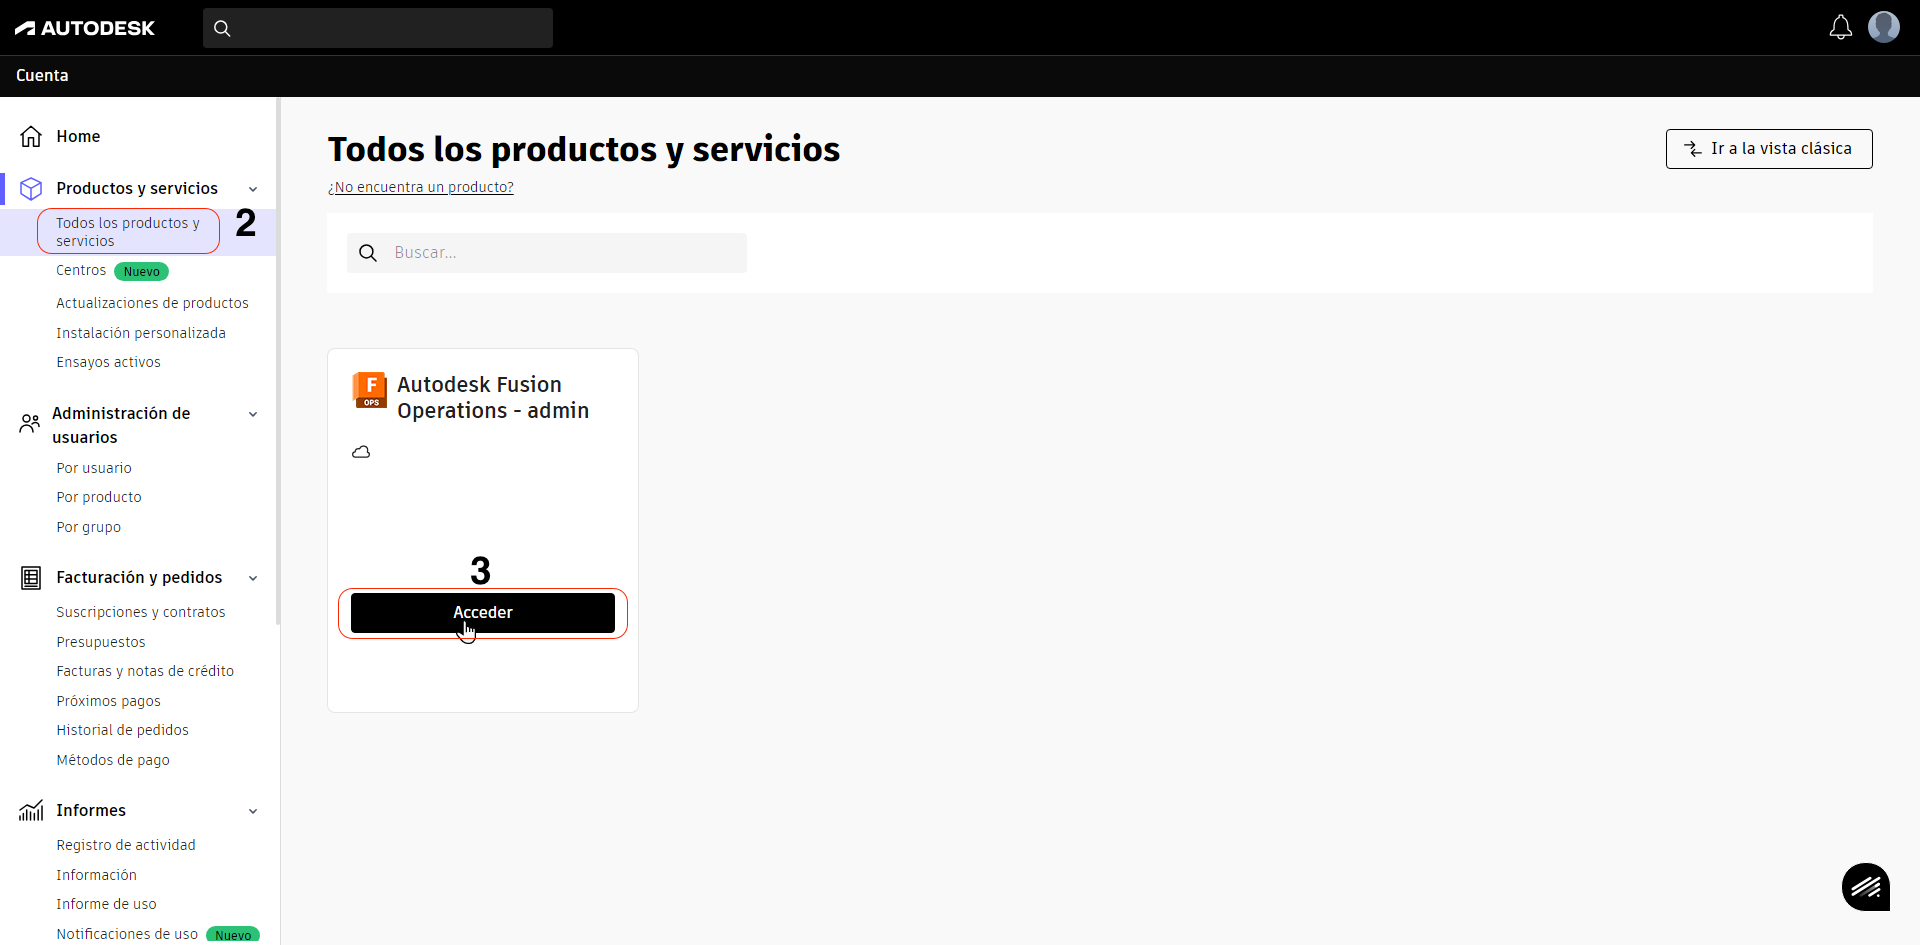 AUTODESK
Cuenta
Home
Productos y servicios
Todos los productos y
servicios
2
Centros Nuevo
Actualizaciones de productos
Instalación personalizada
Ensayos activos
Administración de
usuarios
Por usuario
Por producto
Por grupo
Facturación y pedidos
Suscripciones y contratos
Presupuestos
Facturas y notas de crédito
Próximos pagos
Historial de pedidos
Métodos de pago
Informes
Registro de actividad
Información
Informe de uso
Notificaciones de uso Nuevo
Todos los productos y servicios
Ir a la vista clásica
¿No encuentra un producto?
Buscar...
F
OPS
Autodesk Fusion
Operations - admin
3
Acceder